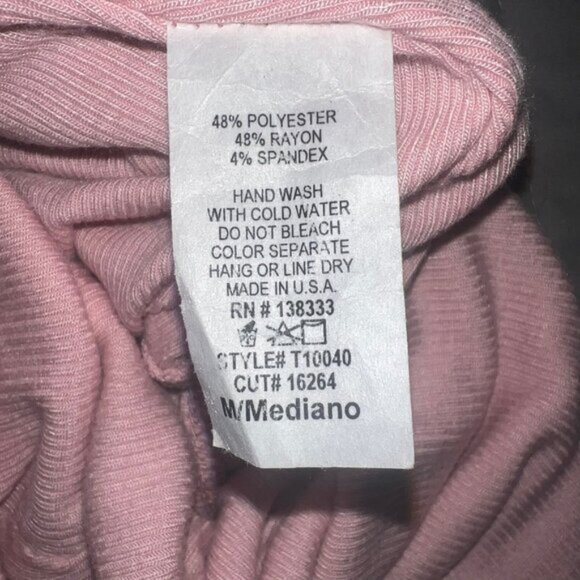 48% POLYESTER
48% RAYON
4% SPANDEX
HAND WASH
WITH COLD WATER
DO NOT BLEACH
COLOR SEPARATE
HANG OR LINE DRY
MADE IN U.S.A.
RN # 138333
STYLE# T10040
CUT# 16264
M/Mediano